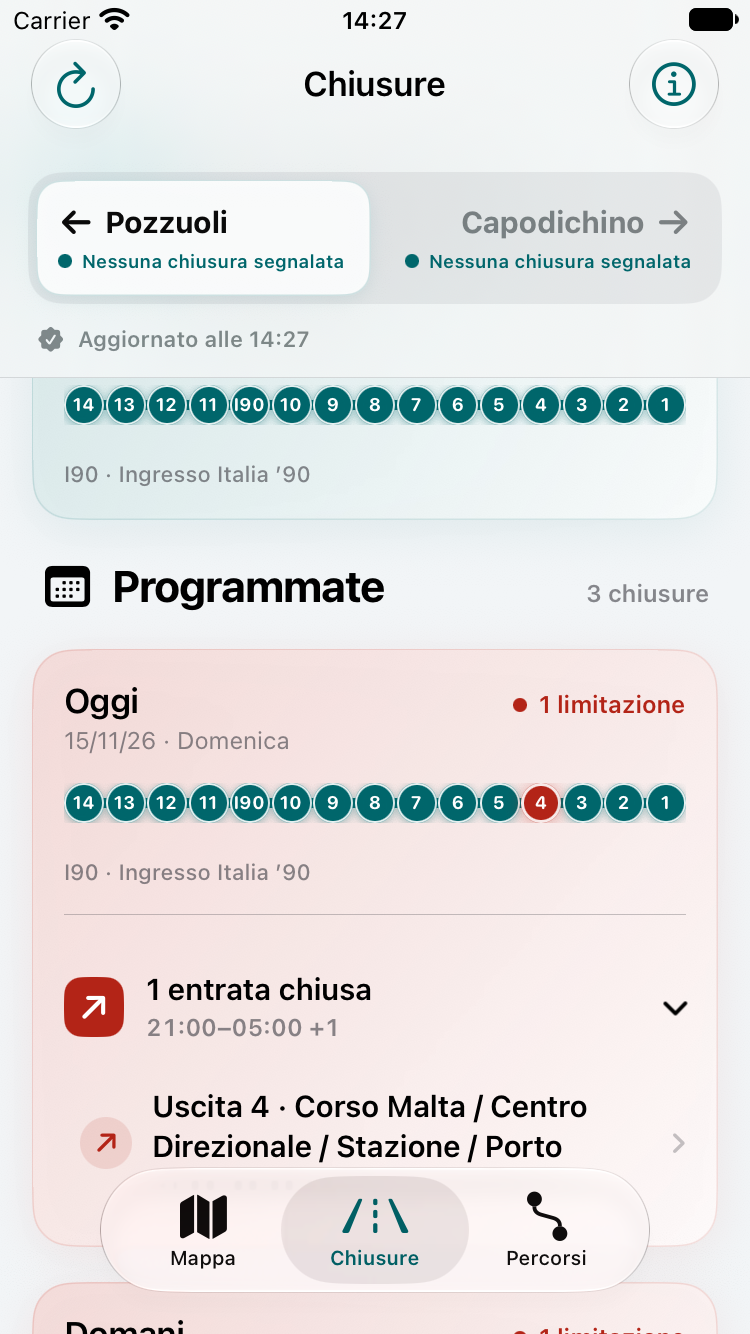 Carrier 14:27
Chiusure
← Pozzuoli
Nessuna chiusura segnalata
Capodichino →
Nessuna chiusura segnalata
Aggiornato alle 14:27
14 13 12 11 I90 10 9 8 7 6 5 4 3 2 1
I90 · Ingresso Italia ’90
Programmate
3 chiusure
Oggi
1 limitazione
15/11/26 · Domenica
14 13 12 11 I90 10 9 8 7 6 5 4 3 2 1
I90 · Ingresso Italia ’90
1 entrata chiusa
21:00–05:00 +1
Uscita 4 · Corso Malta / Centro
Direzionale / Stazione / Porto
Mappa
Chiusure
Percorsi
Domani
1 limitazione